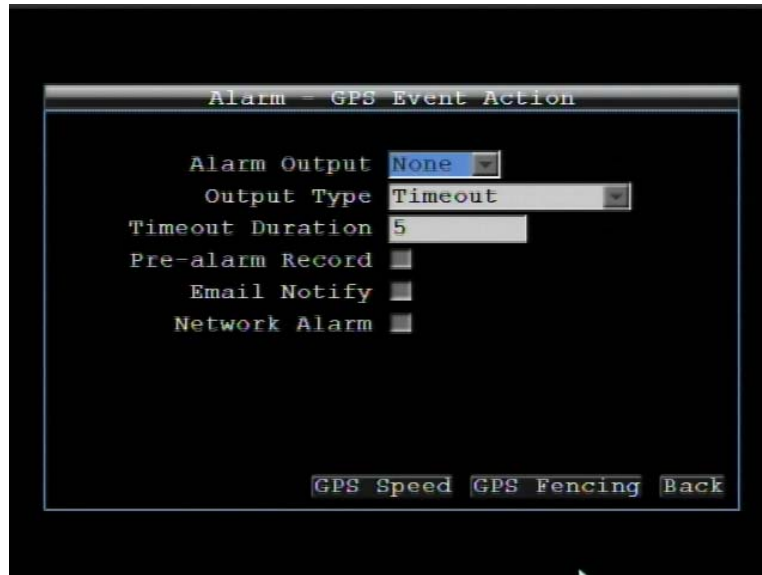 Alarm - GPS Event Action
Alarm Output None
Output Type Timeout
Timeout Duration 5
Pre-alarm Record
Email Notify
Network Alarm
GPS Speed GPS Fencing Back